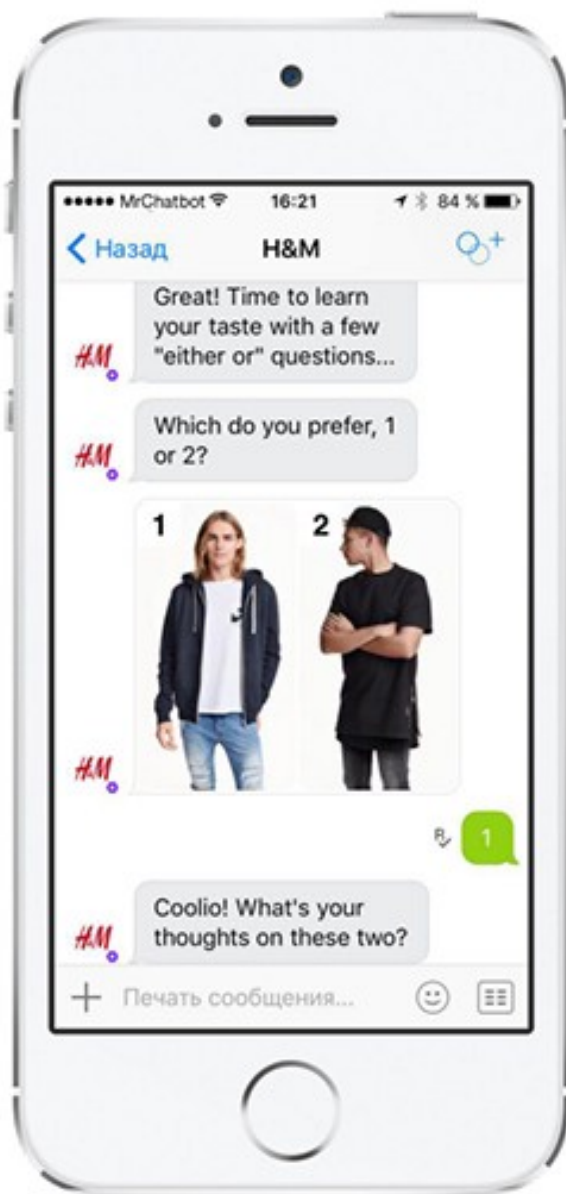 MrChatbot 16:21 84 %
Назад H&M
Great! Time to learn
your taste with a few
"either or" questions...
H&M
Which do you prefer, 1
or 2?
H&M
1 2
H&M
R 1
Coolio! What's your
thoughts on these two?
H&M
Печать сообщения...